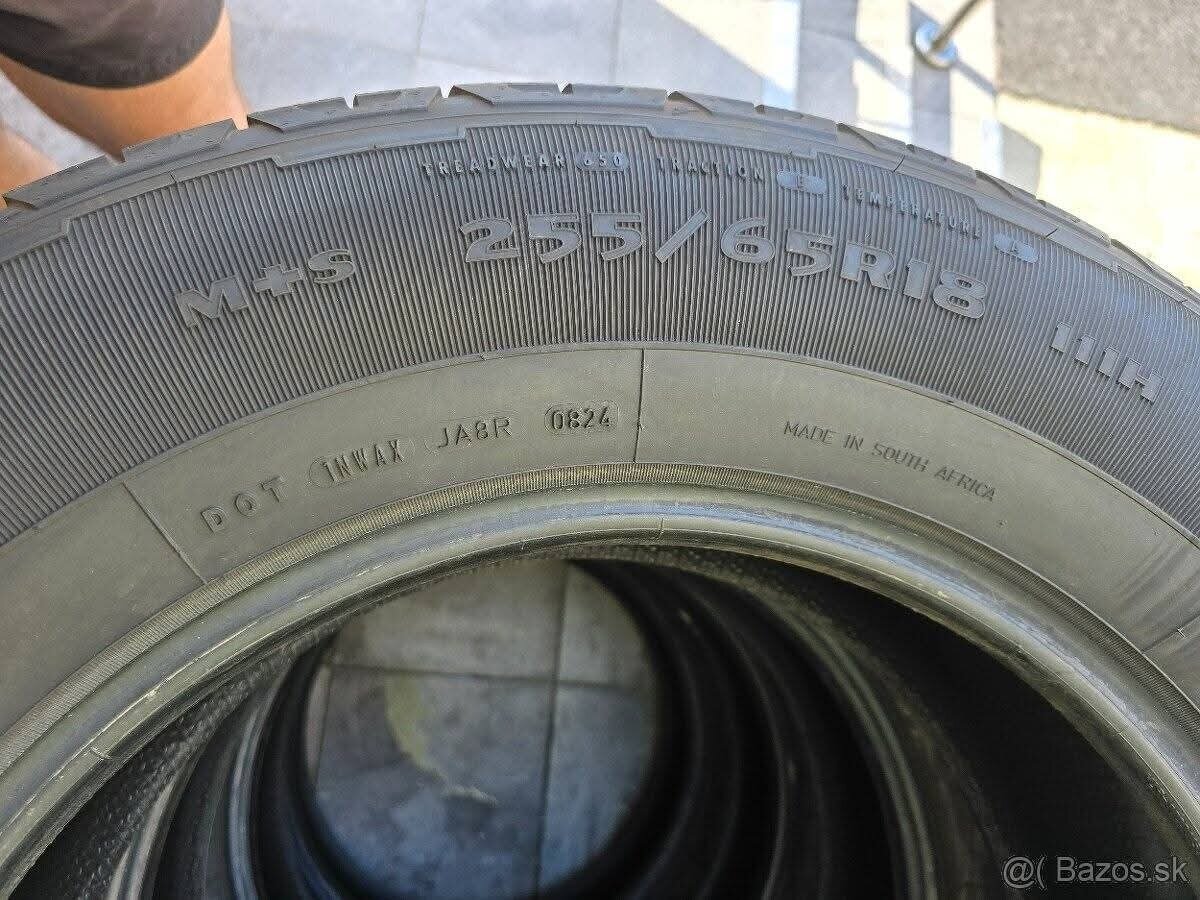 TREADWEAR 650 TRACTION B TEMPERATURE A
M+S 255/65R18 111H
DOT 1NWAX JA8R 0824 MADE IN SOUTH AFRICA
@( Bazos.sk